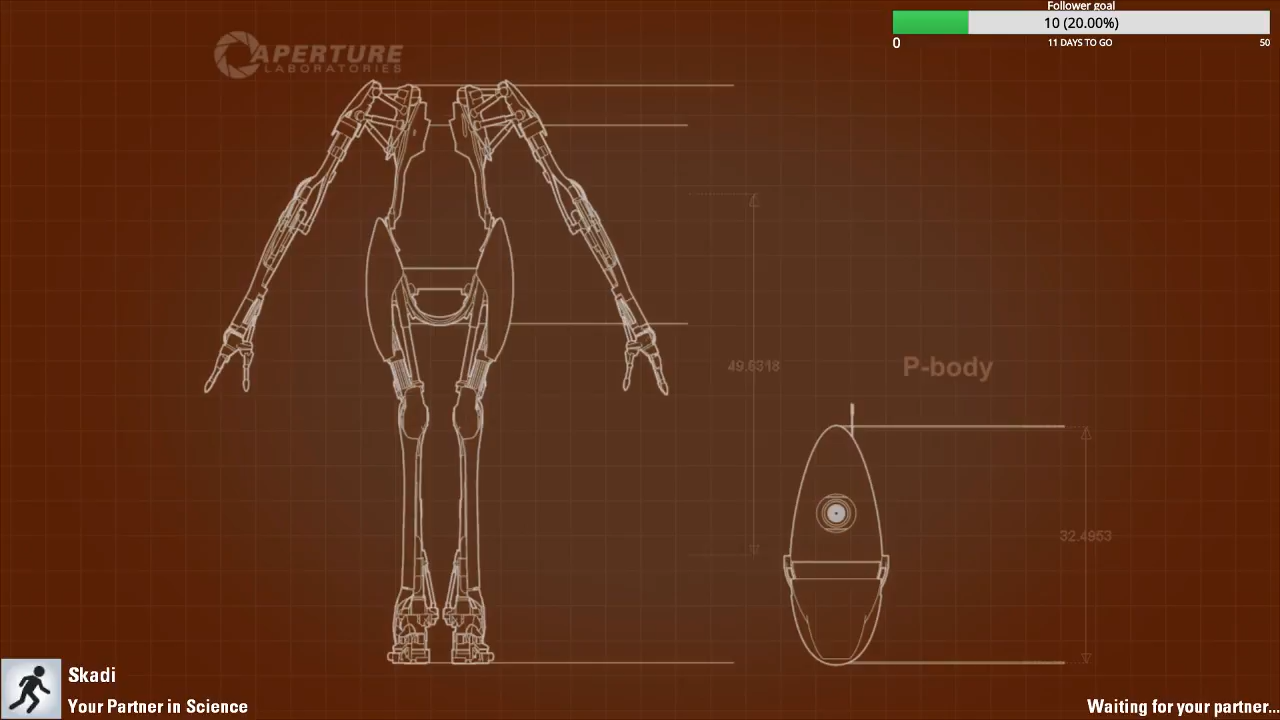 Follower goal
10 (20.00%)
0
11 DAYS TO GO
50
APERTURE
LABORATORIES
49.6318
P-body
32.4953
Skadi
Your Partner in Science
Waiting for your partner...